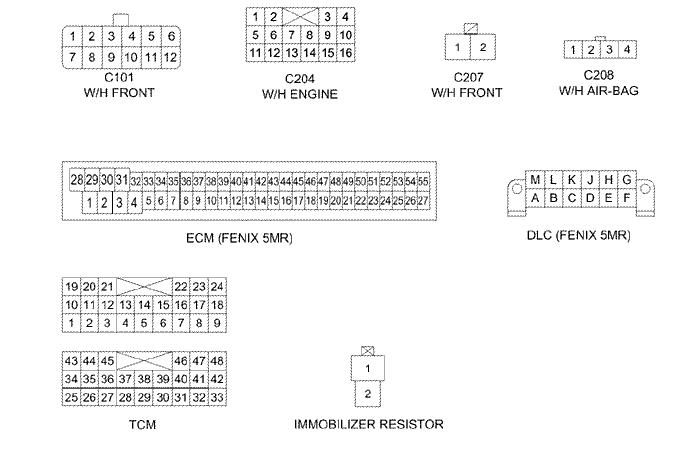 1 2 3 4 5 6
7 8 9 10 11 12
C101
W/H FRONT
1 2 3 4
5 6 7 8 9 10
11 12 13 14 15 16
C204
W/H ENGINE
1 2
C207
W/H FRONT
1 2 3 4
C208
W/H AIR-BAG
28 29 30 31 32 33 34 35 36 37 38 39 40 41 42 43 44 45 46 47 48 49 50 51 52 53 54 55
1 2 3 4 5 6 7 8 9 10 11 12 13 14 15 16 17 18 19 20 21 22 23 24 25 26 27
ECM (FENIX 5MR)
M L K J H G
A B C D E F
DLC (FENIX 5MR)
19 20 21 22 23 24
10 11 12 13 14 15 16 17 18
1 2 3 4 5 6 7 8 9
43 44 45 46 47 48
34 35 36 37 38 39 40 41 42
25 26 27 28 29 30 31 32 33
TCM
1
2
IMMOBILIZER RESISTOR